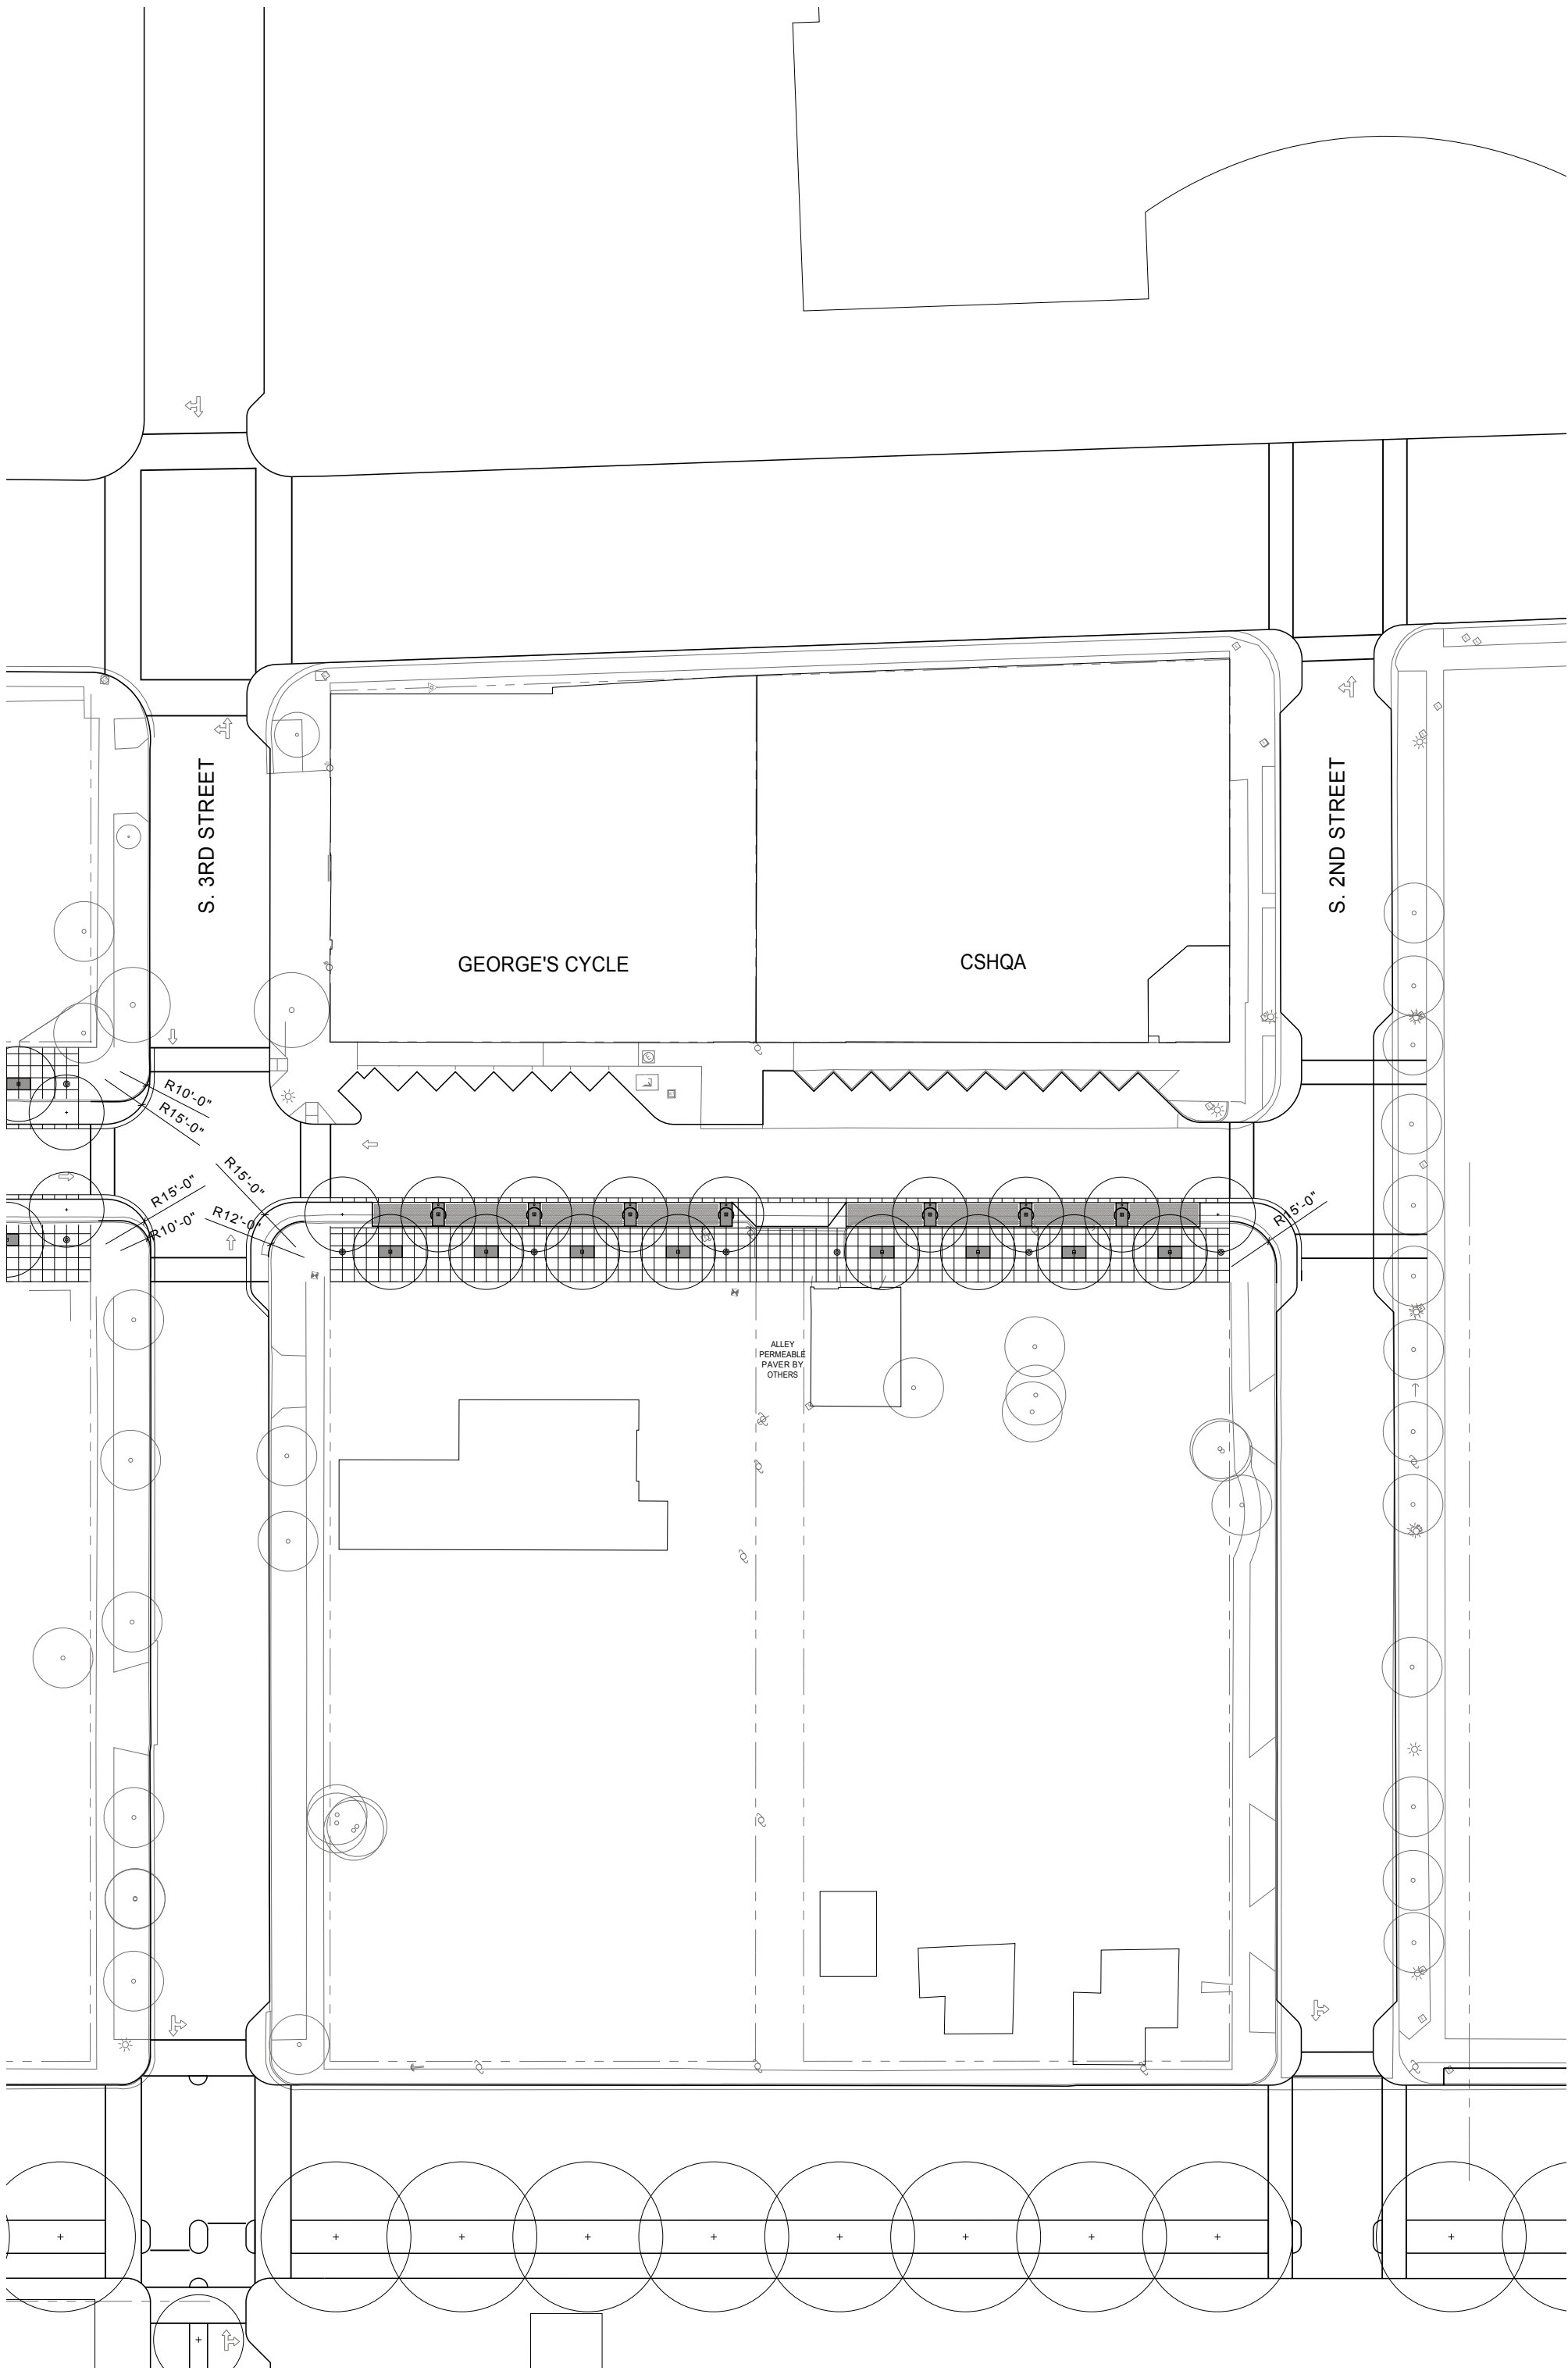 S. 3RD STREET
S. 2ND STREET
GEORGE'S CYCLE
CSHQA
R10'-0"
R15'-0"
R15'-0"
R15'-0"
R10'-0"
R12'-0"
R15'-0"
ALLEY
PERMEABLE
PAVER BY
OTHERS